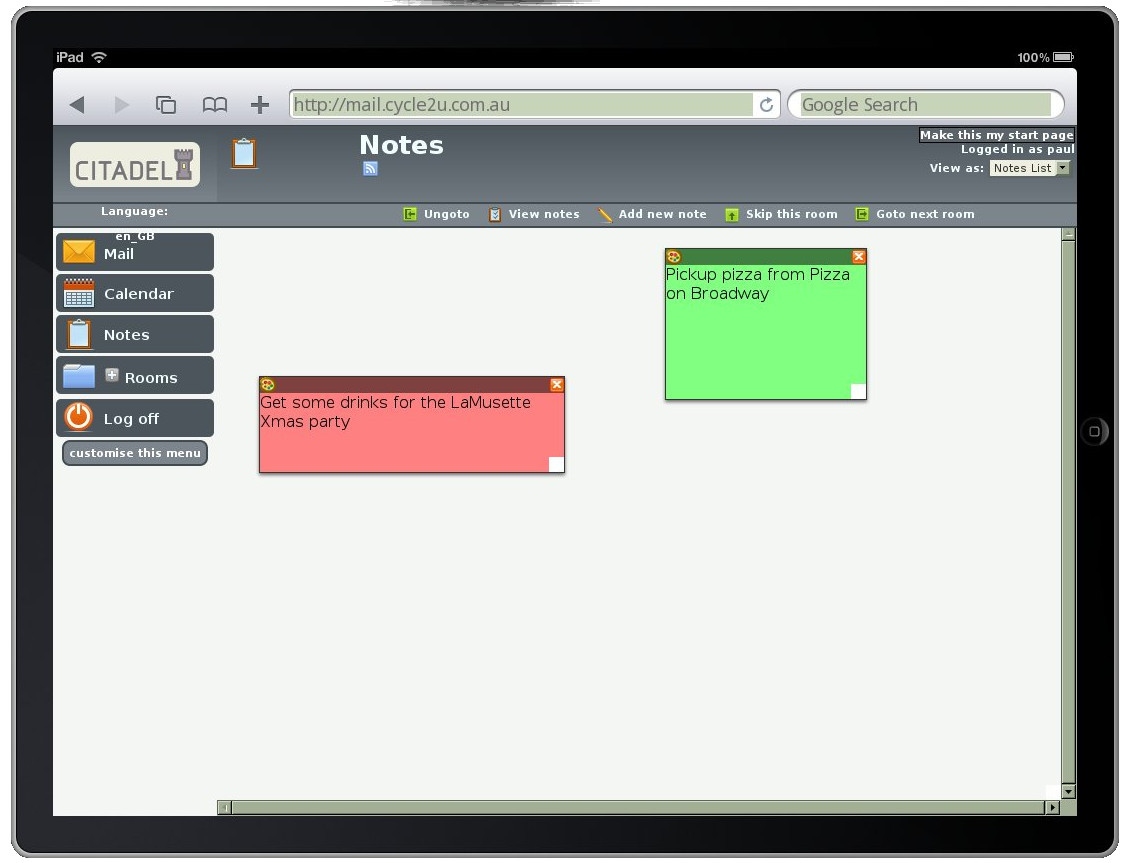 iPad
100%
http://mail.cycle2u.com.au
Google Search
CITADEL
Notes
Make this my start page
Logged in as paul
View as: Notes List
Language:
Ungoto
View notes
Add new note
Skip this room
Goto next room
en_GB
Mail
Calendar
Notes
Rooms
Log off
customise this menu
Pickup pizza from Pizza
on Broadway
Get some drinks for the LaMusette
Xmas party